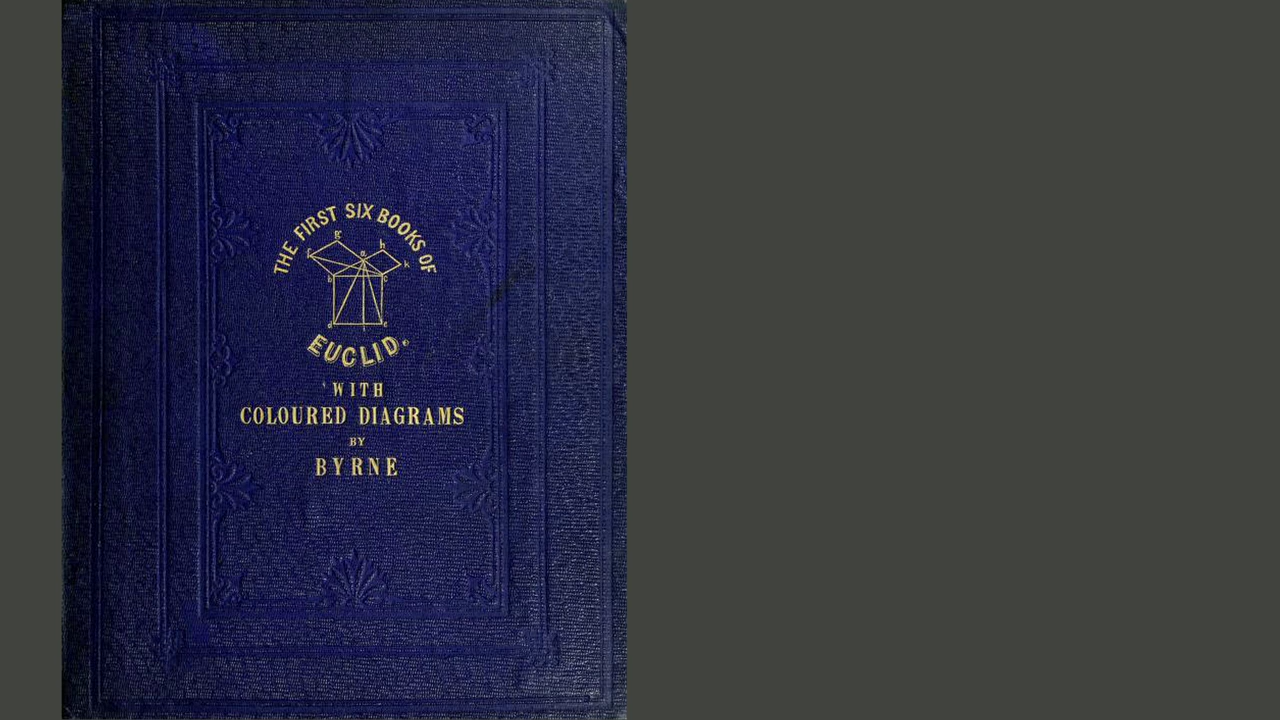 THE FIRST SIX BOOKS OF
g
h
f
a
k
b
c
d
l
e
EUCLID.
WITH
COLOURED DIAGRAMS
BY
BYRNE